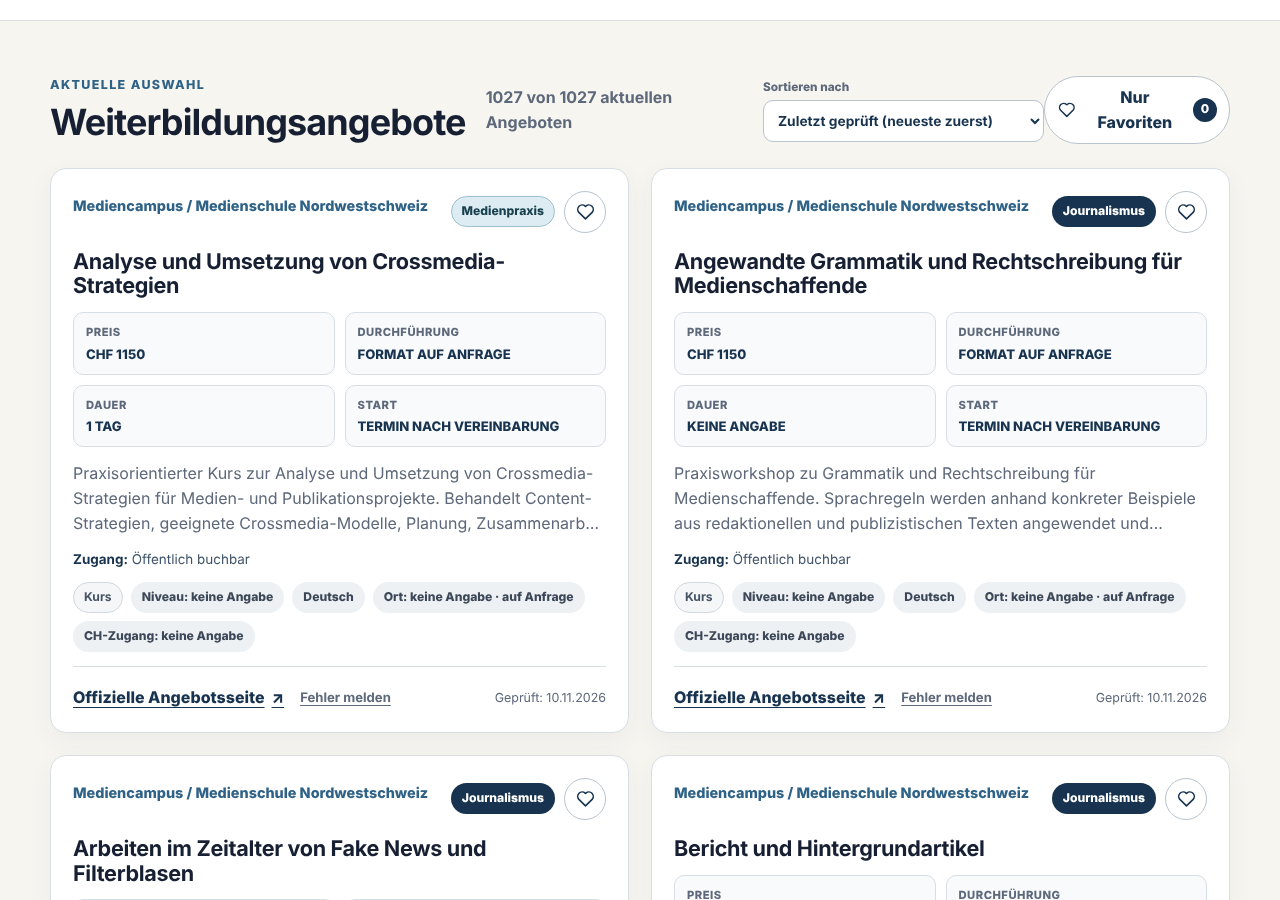 AKTUELLE AUSWAHL
Weiterbildungsangebote
1027 von 1027 aktuellen
Angeboten
Sortieren nach
Zuletzt geprüft (neueste zuerst)
Nur
Favoriten
0
Mediencampus / Medienschule Nordwestschweiz
Medienpraxis
Analyse und Umsetzung von Crossmedia-
Strategien
PREIS
CHF 1150
DURCHFÜHRUNG
FORMAT AUF ANFRAGE
DAUER
1 TAG
START
TERMIN NACH VEREINBARUNG
Praxisorientierter Kurs zur Analyse und Umsetzung von Crossmedia-
Strategien für Medien- und Publikationsprojekte. Behandelt Content-
Strategien, geeignete Crossmedia-Modelle, Planung, Zusammenarb...
Zugang: Öffentlich buchbar
Kurs
Niveau: keine Angabe
Deutsch
Ort: keine Angabe · auf Anfrage
CH-Zugang: keine Angabe
Offizielle Angebotsseite ↗
Fehler melden
Geprüft: 10.11.2026
Mediencampus / Medienschule Nordwestschweiz
Journalismus
Angewandte Grammatik und Rechtschreibung für
Medienschaffende
PREIS
CHF 1150
DURCHFÜHRUNG
FORMAT AUF ANFRAGE
DAUER
KEINE ANGABE
START
TERMIN NACH VEREINBARUNG
Praxisworkshop zu Grammatik und Rechtschreibung für
Medienschaffende. Sprachregeln werden anhand konkreter Beispiele
aus redaktionellen und publizistischen Texten angewendet und...
Zugang: Öffentlich buchbar
Kurs
Niveau: keine Angabe
Deutsch
Ort: keine Angabe · auf Anfrage
CH-Zugang: keine Angabe
Offizielle Angebotsseite ↗
Fehler melden
Geprüft: 10.11.2026
Mediencampus / Medienschule Nordwestschweiz
Journalismus
Arbeiten im Zeitalter von Fake News und
Filterblasen
Mediencampus / Medienschule Nordwestschweiz
Journalismus
Bericht und Hintergrundartikel
PREIS
DURCHFÜHRUNG